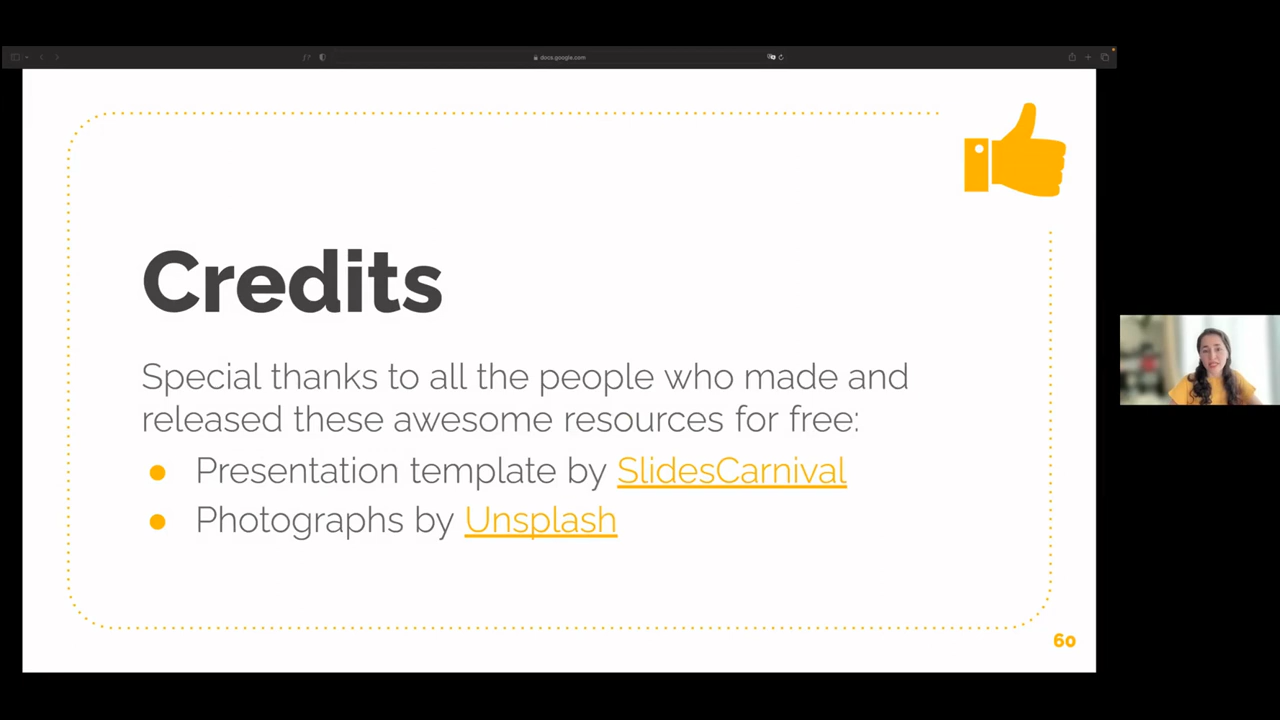 docs.google.com
Credits
Special thanks to all the people who made and
released these awesome resources for free:
● Presentation template by SlidesCarnival
● Photographs by Unsplash
60